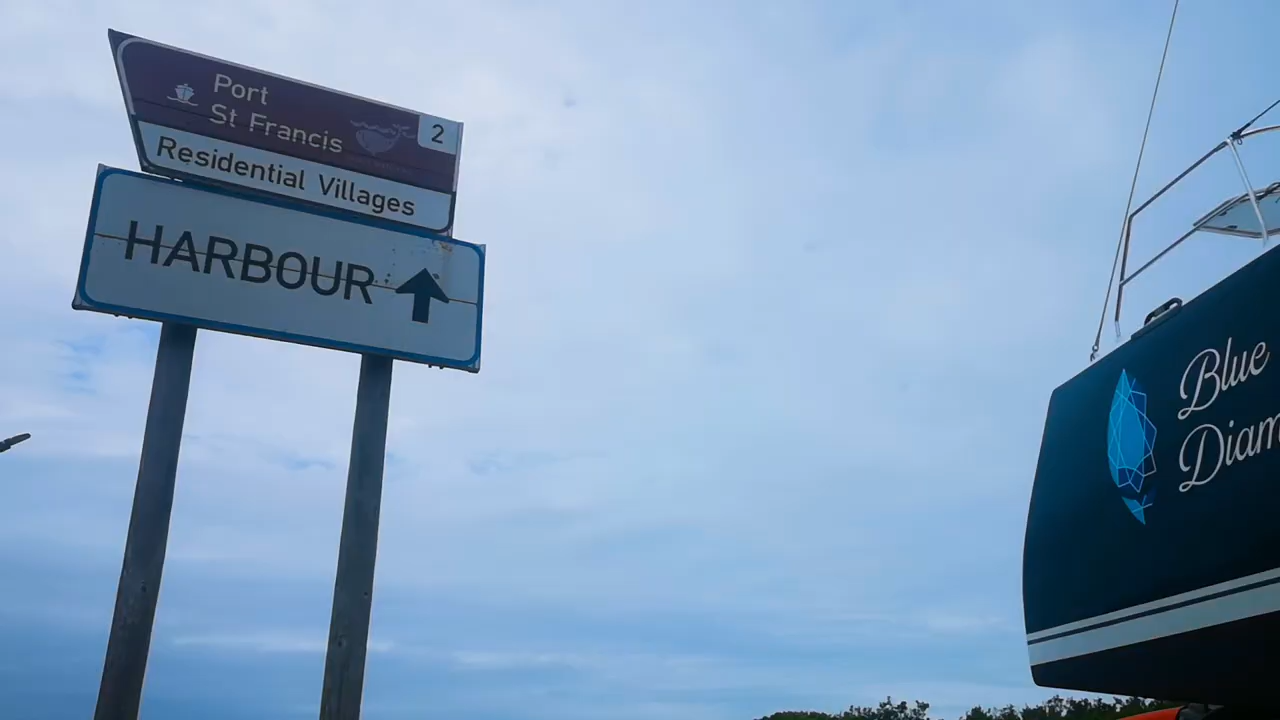 Port
St Francis
2
Residential Villages
HARBOUR
Blue
Diam